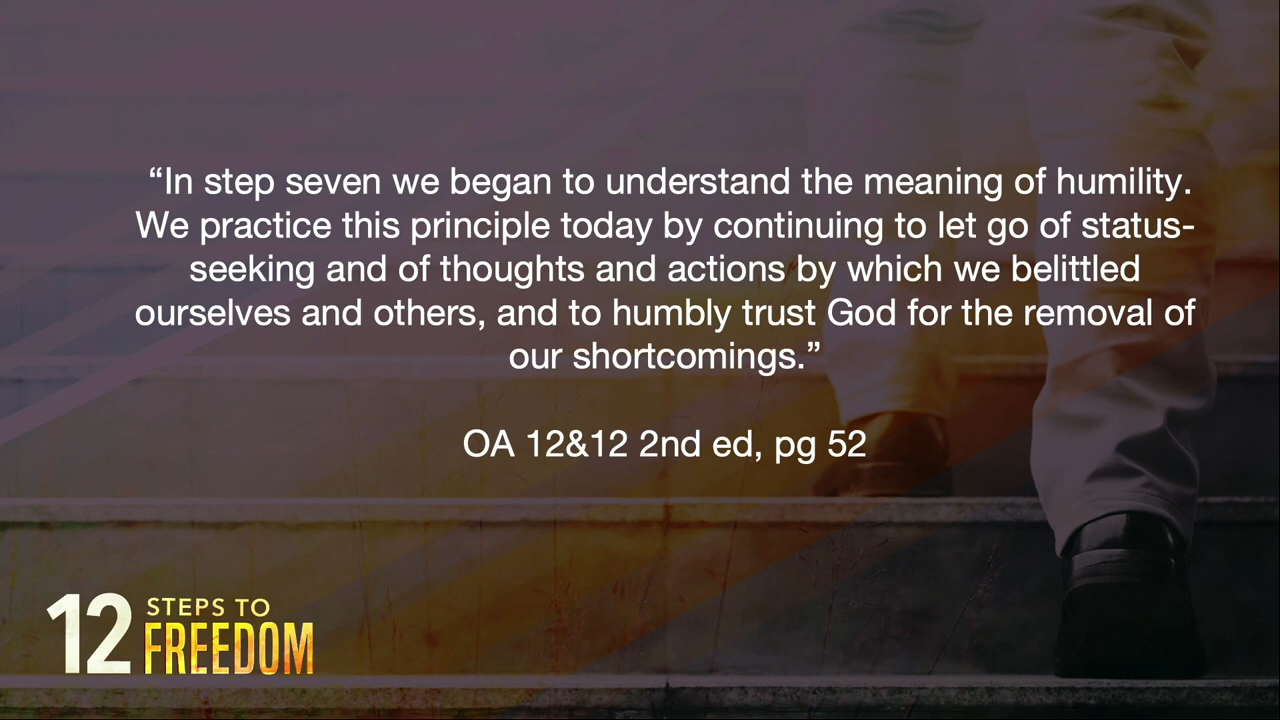 “In step seven we began to understand the meaning of humility.
We practice this principle today by continuing to let go of status-
seeking and of thoughts and actions by which we belittled
ourselves and others, and to humbly trust God for the removal of
our shortcomings.”
OA 12&12 2nd ed, pg 52
12 STEPS TO
FREEDOM